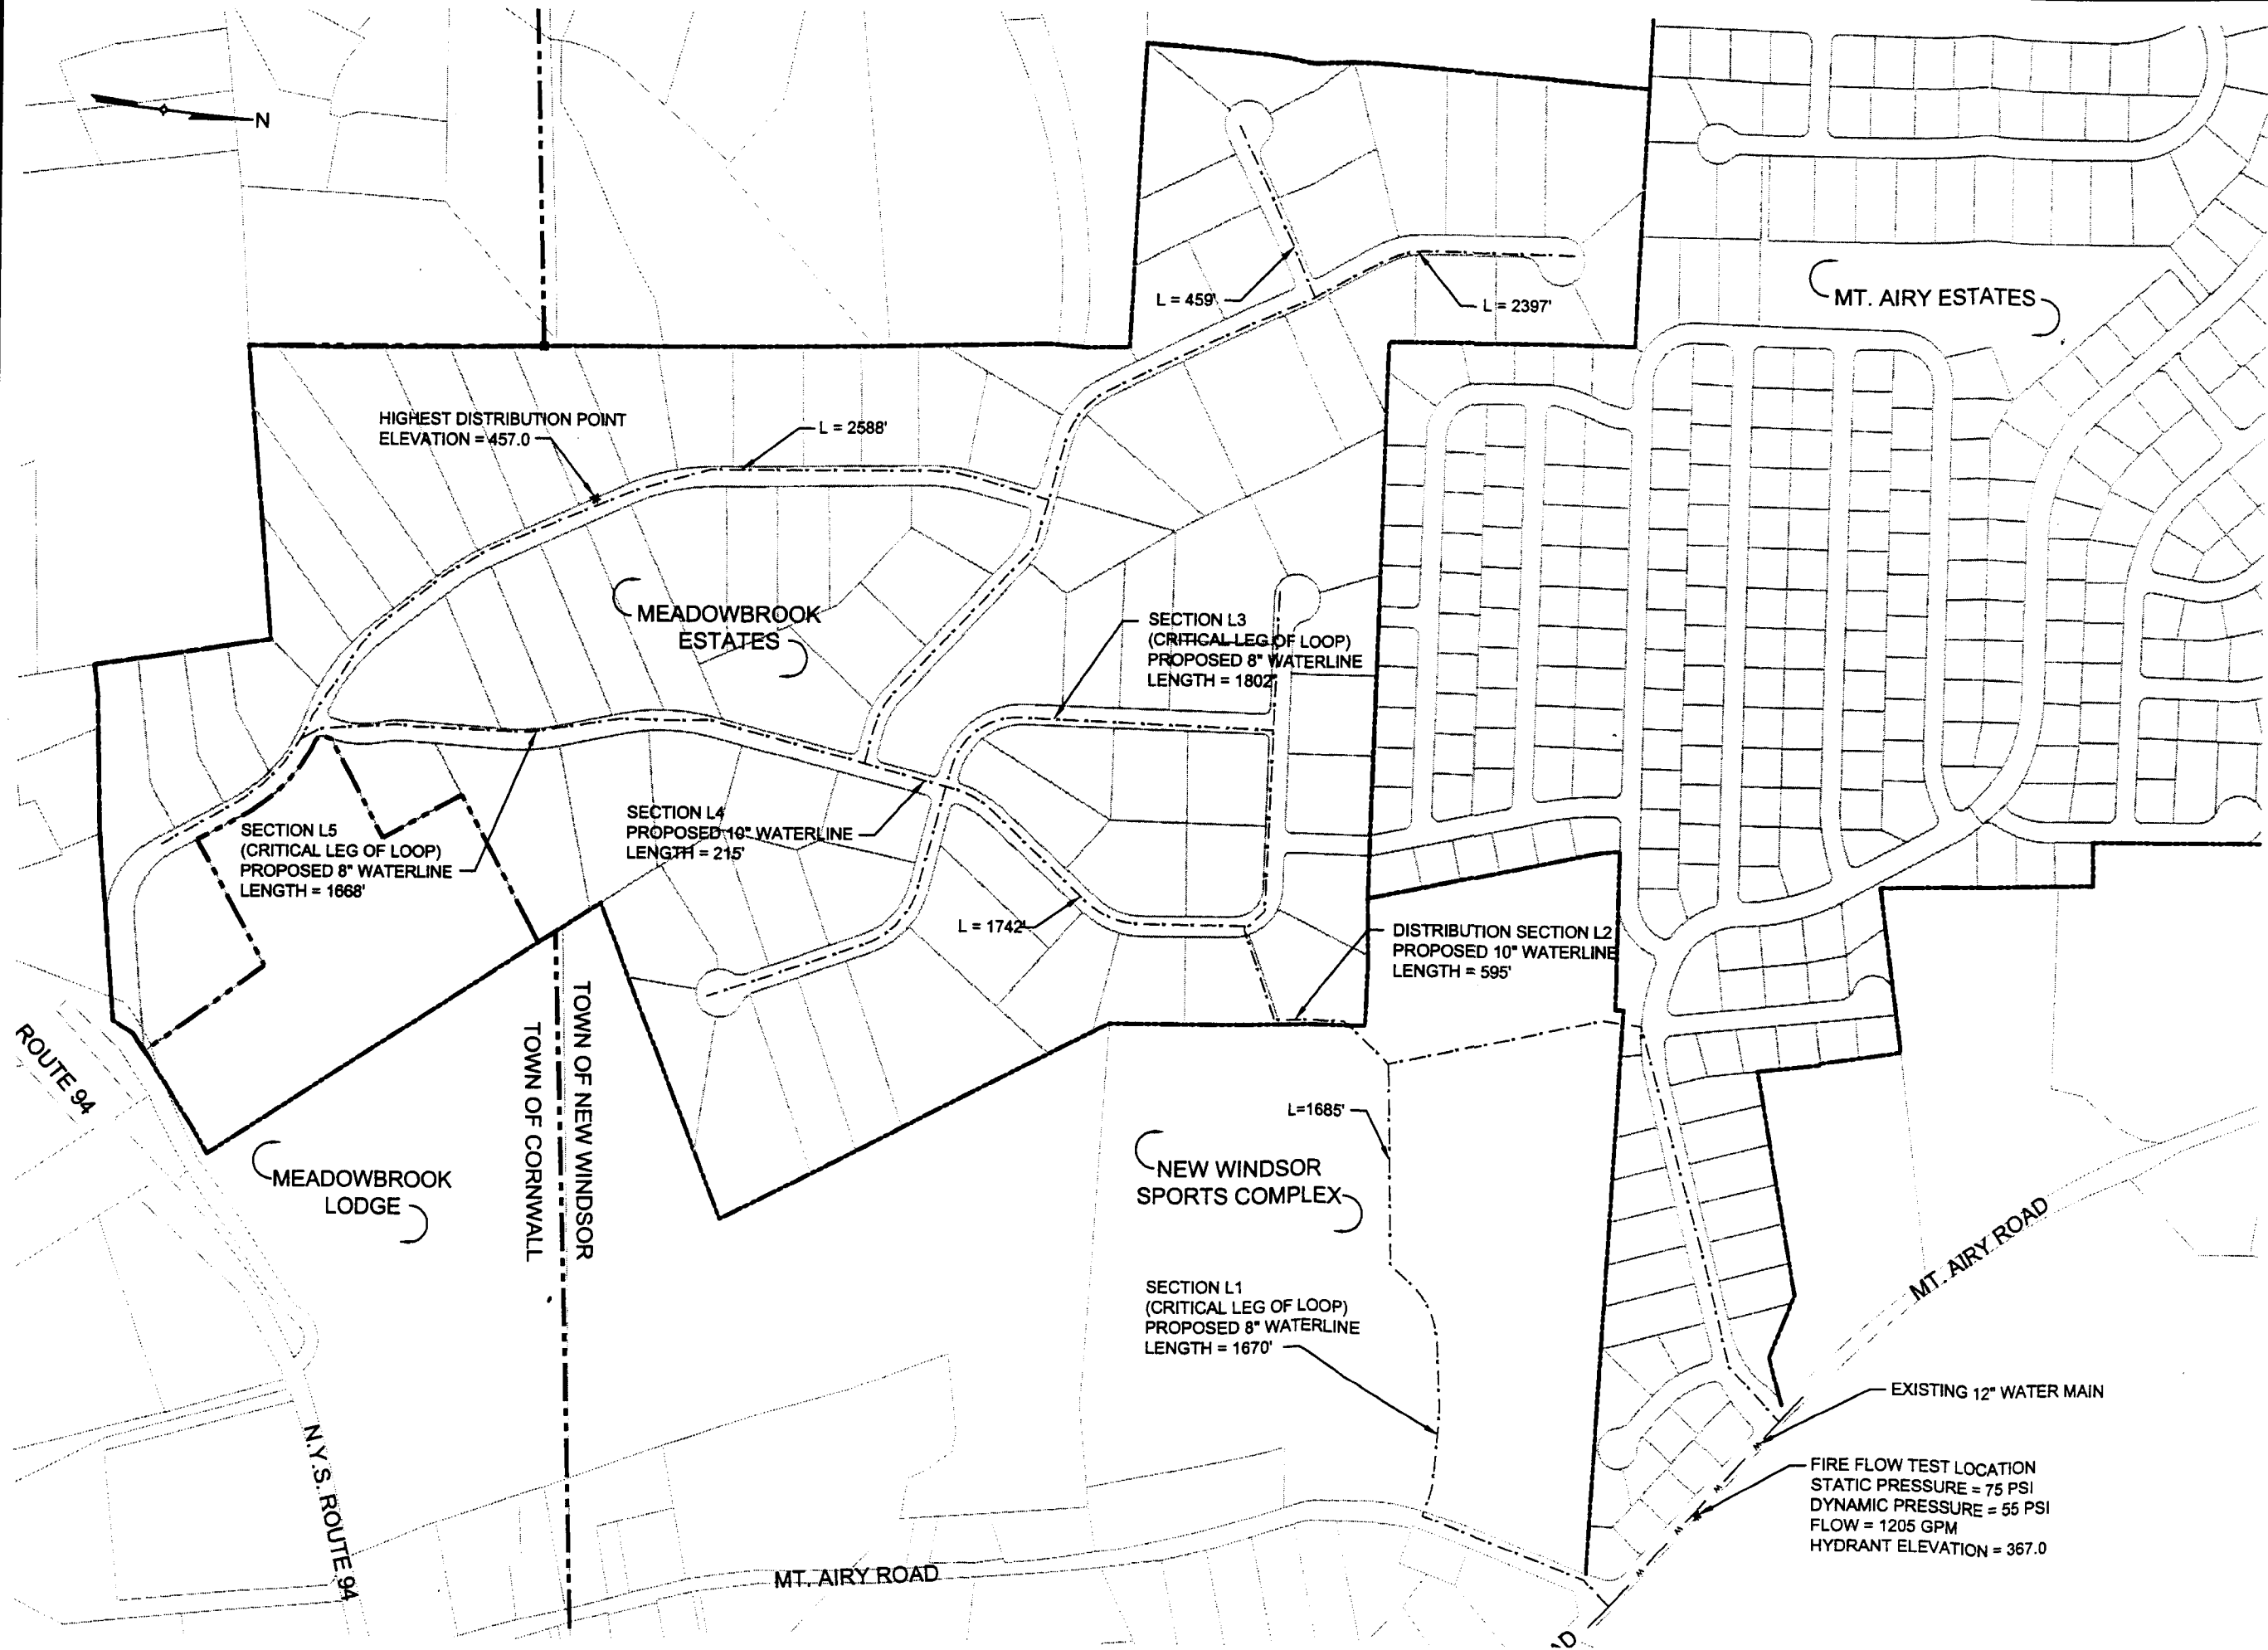 N
L = 459'
L = 2397'
MT. AIRY ESTATES
HIGHEST DISTRIBUTION POINT
ELEVATION = 457.0
L = 2588'
MEADOWBROOK
ESTATES
SECTION L3
(CRITICAL LEG OF LOOP)
PROPOSED 8" WATERLINE
LENGTH = 1802'
SECTION L4
PROPOSED 10" WATERLINE
LENGTH = 215'
SECTION L5
(CRITICAL LEG OF LOOP)
PROPOSED 8" WATERLINE
LENGTH = 1668'
L = 1742'
DISTRIBUTION SECTION L2
PROPOSED 10" WATERLINE
LENGTH = 595'
ROUTE 94
TOWN OF NEW WINDSOR
TOWN OF CORNWALL
L=1685'
MEADOWBROOK
LODGE
NEW WINDSOR
SPORTS COMPLEX
MT. AIRY ROAD
SECTION L1
(CRITICAL LEG OF LOOP)
PROPOSED 8" WATERLINE
LENGTH = 1670'
EXISTING 12" WATER MAIN
N.Y.S. ROUTE 94
FIRE FLOW TEST LOCATION
STATIC PRESSURE = 75 PSI
DYNAMIC PRESSURE = 55 PSI
FLOW = 1205 GPM
HYDRANT ELEVATION = 367.0
MT. AIRY ROAD